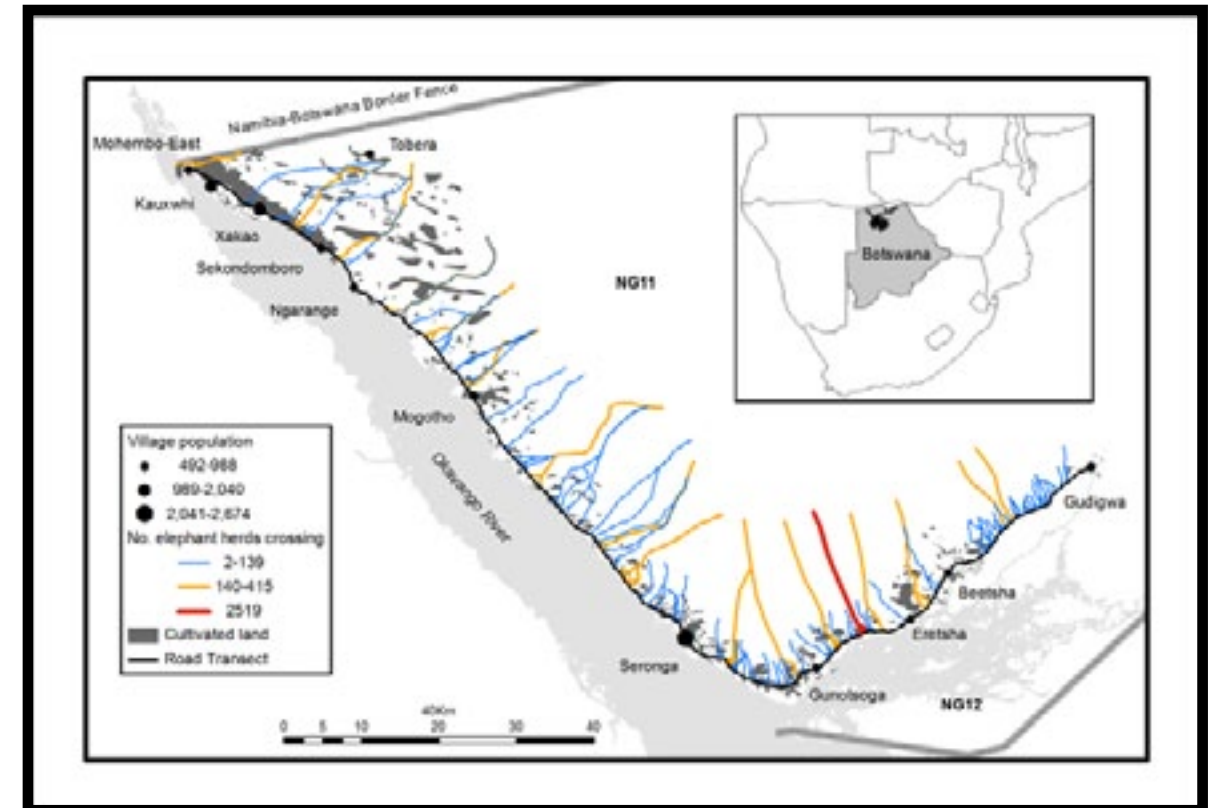 Namibia-Botswana Border Fence
Mohembo-East
Tobera
Kauxwhi
Xakao
Sekondomboro
Ngarange
NG11
Botswana
Mogotho
Okavango River
Village population
492-988
989-2,040
2,041-2,674
No. elephant herds crossing
2-139
140-415
2519
Cultivated land
Road Transect
Gudigwa
Beetsha
Eretsha
Seronga
Gunotsoga
NG12
40Km
0 5 10 20 30 40